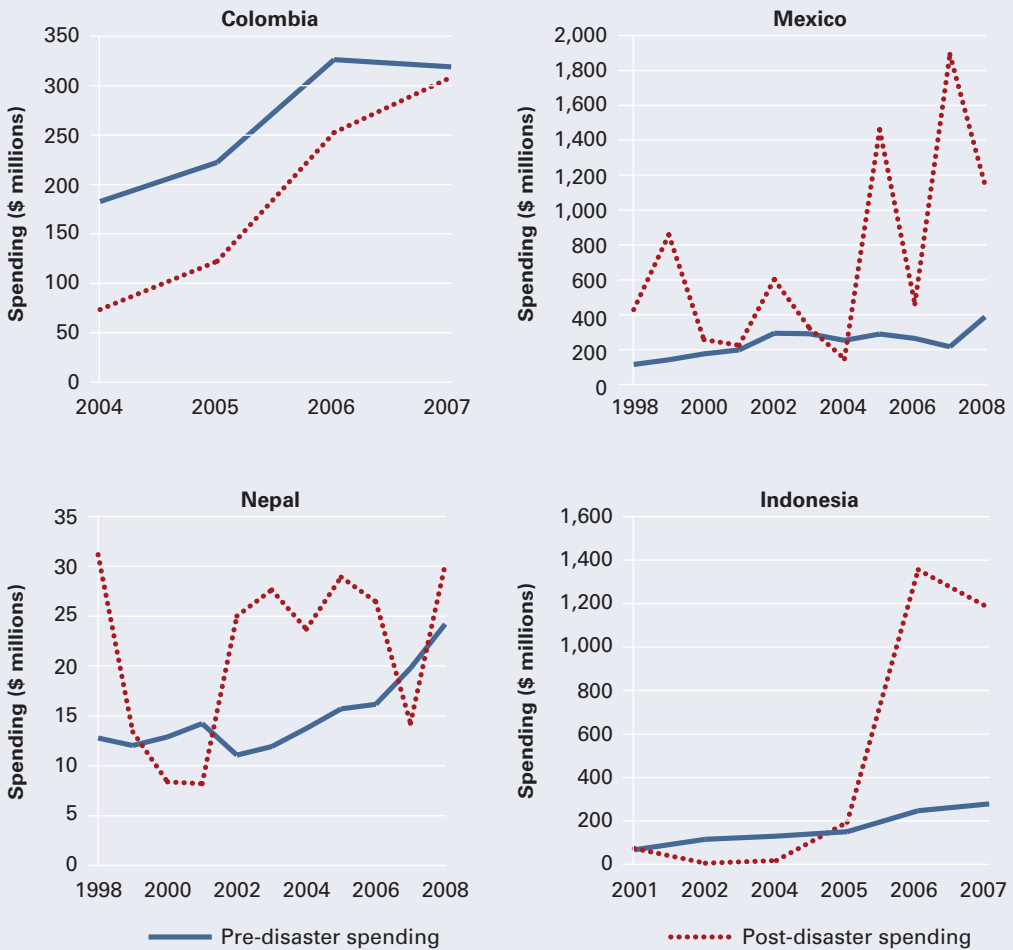 Colombia
Spending ($ millions)
350
300
250
200
150
100
50
0
2004 2005 2006 2007
Mexico
Spending ($ millions)
2,000
1,800
1,600
1,400
1,200
1,000
800
600
400
200
0
1998 2000 2002 2004 2006 2008
Nepal
Spending ($ millions)
35
30
25
20
15
10
5
0
1998 2000 2002 2004 2006 2008
Indonesia
Spending ($ millions)
1,600
1,400
1,200
1,000
800
600
400
200
0
2001 2002 2004 2005 2006 2007
Pre-disaster spending
Post-disaster spending